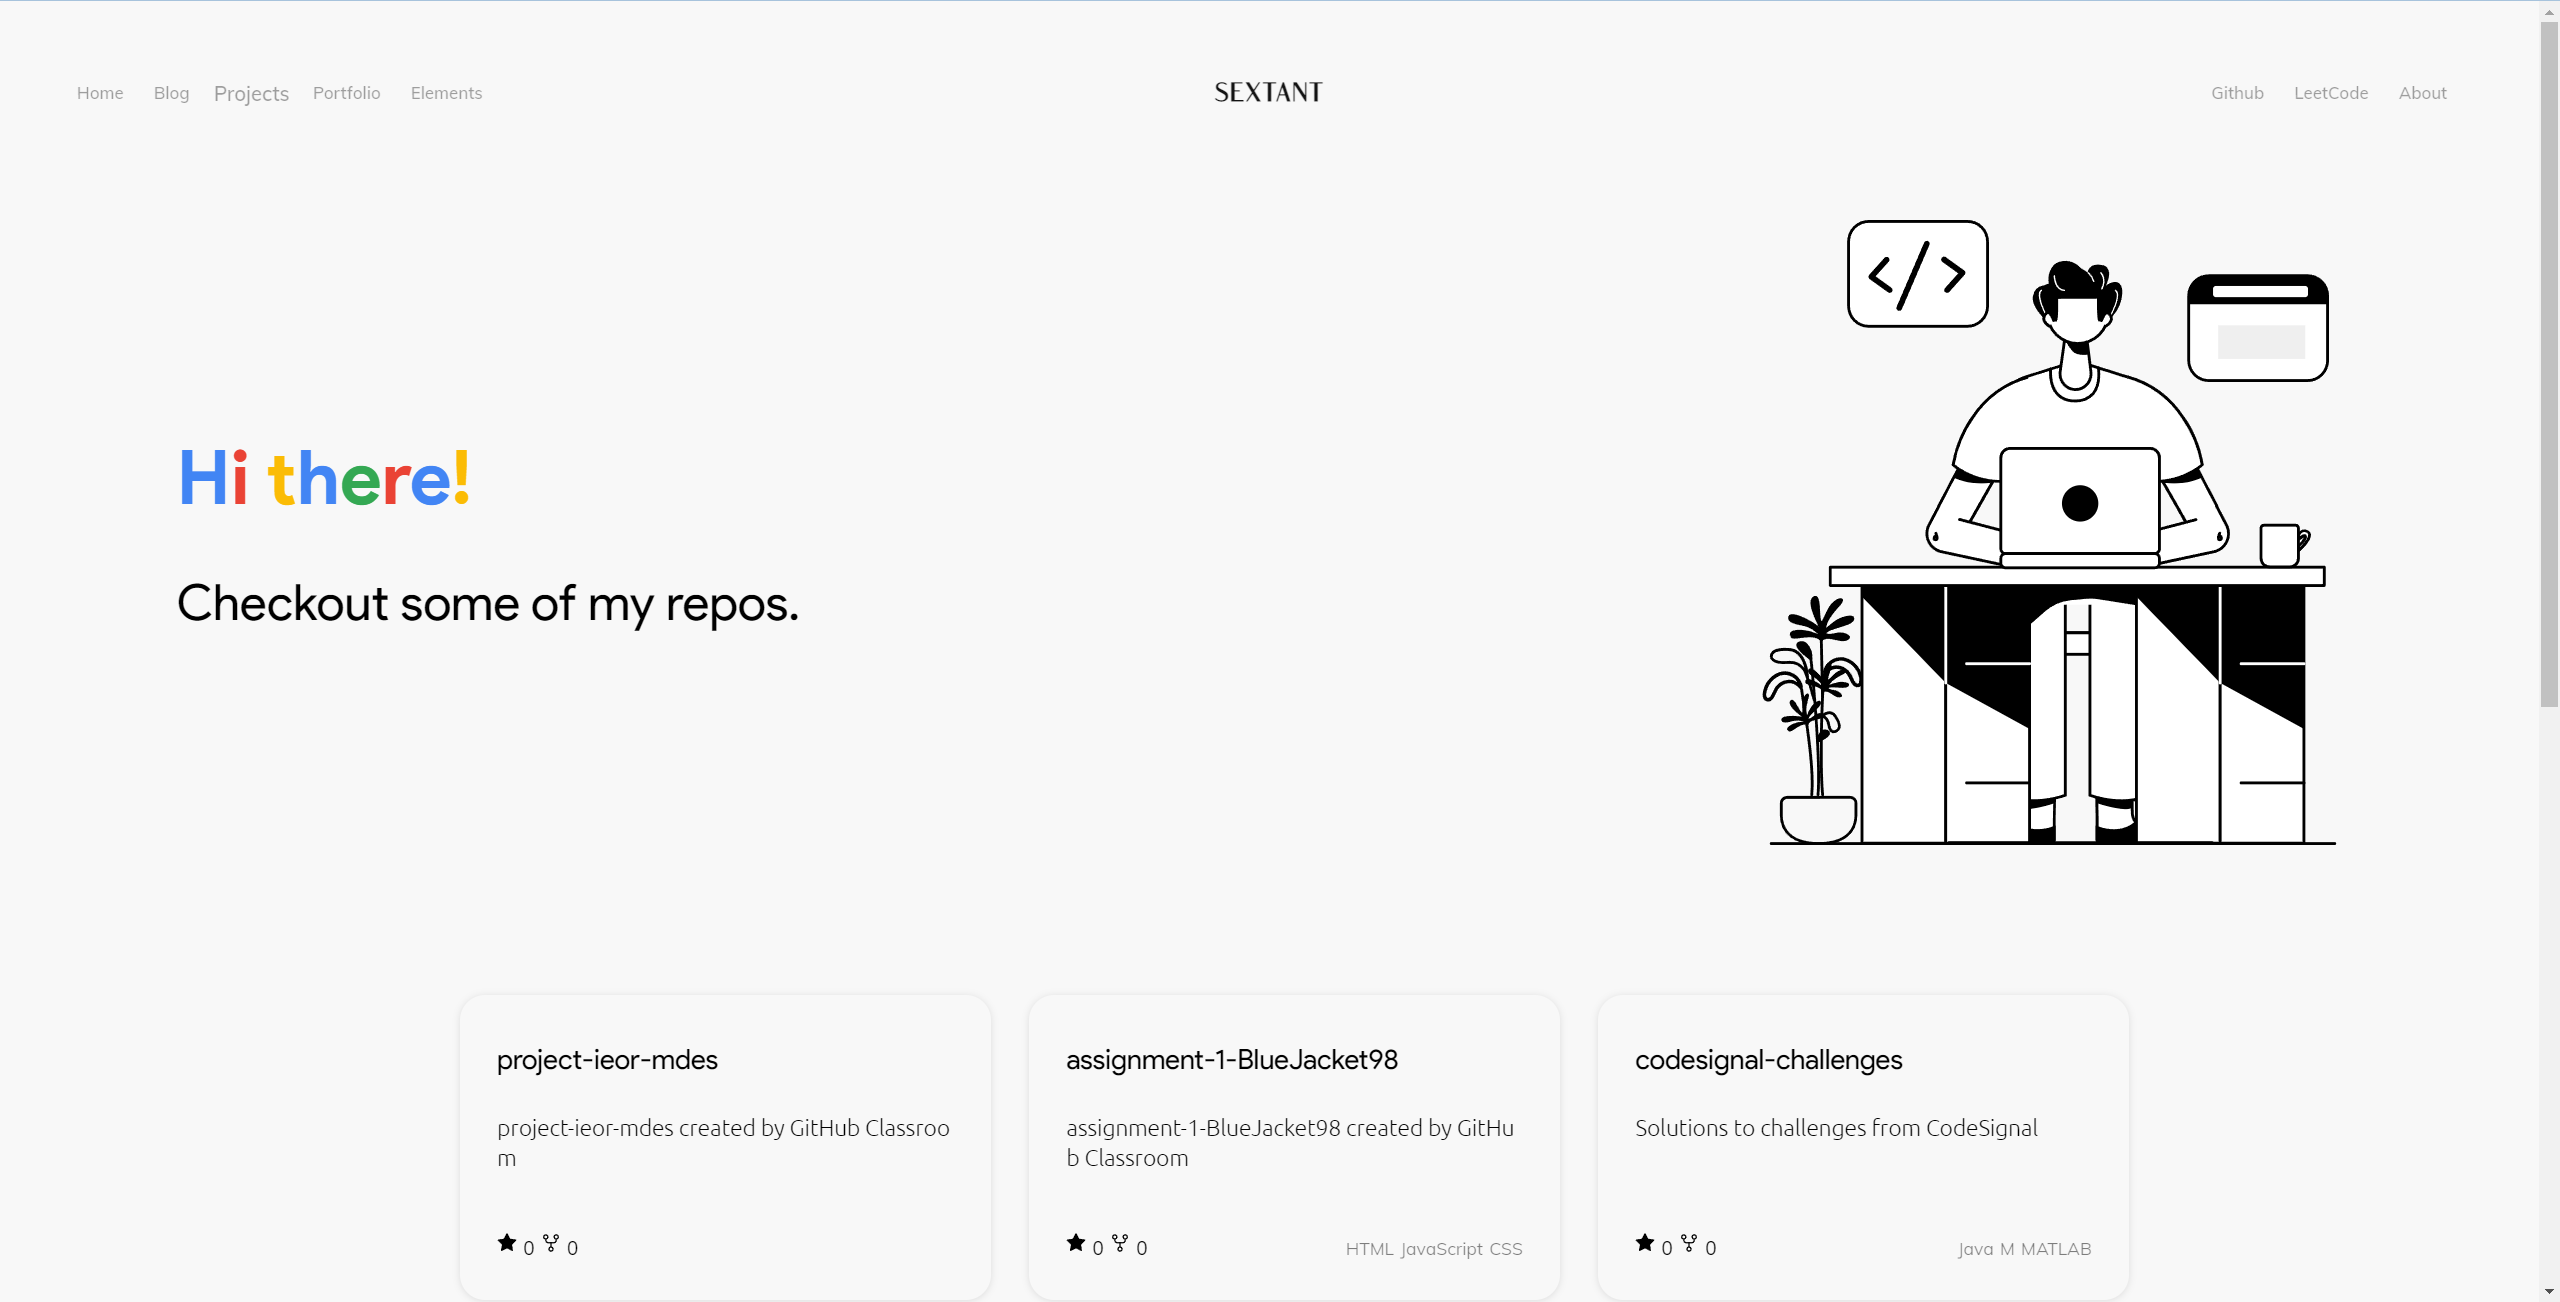 Home Blog Projects Portfolio Elements SEXTANT Github LeetCode About
</>
Hi there!
Checkout some of my repos.
project-ieor-mdes
project-ieor-mdes created by GitHub Classroo
m
0 0
assignment-1-BlueJacket98
assignment-1-BlueJacket98 created by GitHu
b Classroom
0 0 HTML JavaScript CSS
codesignal-challenges
Solutions to challenges from CodeSignal
0 0 Java M MATLAB